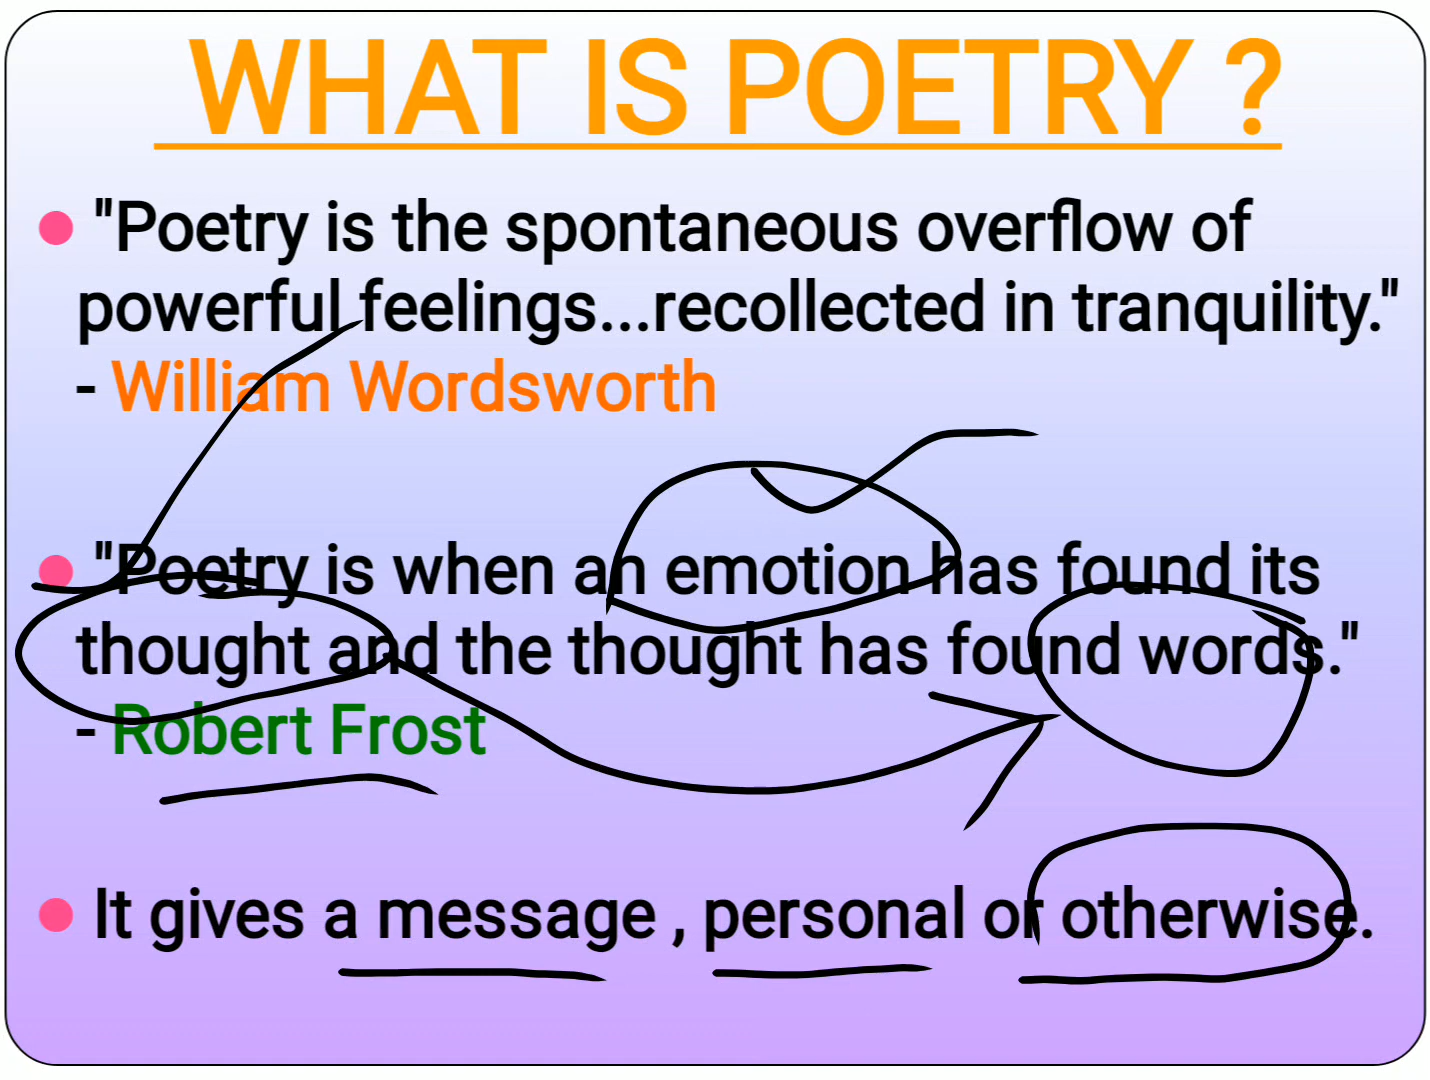 WHAT IS POETRY ?
"Poetry is the spontaneous overflow of
powerful feelings...recollected in tranquility."
- William Wordsworth
"Poetry is when an emotion has found its
thought and the thought has found words."
- Robert Frost
It gives a message , personal or otherwise.